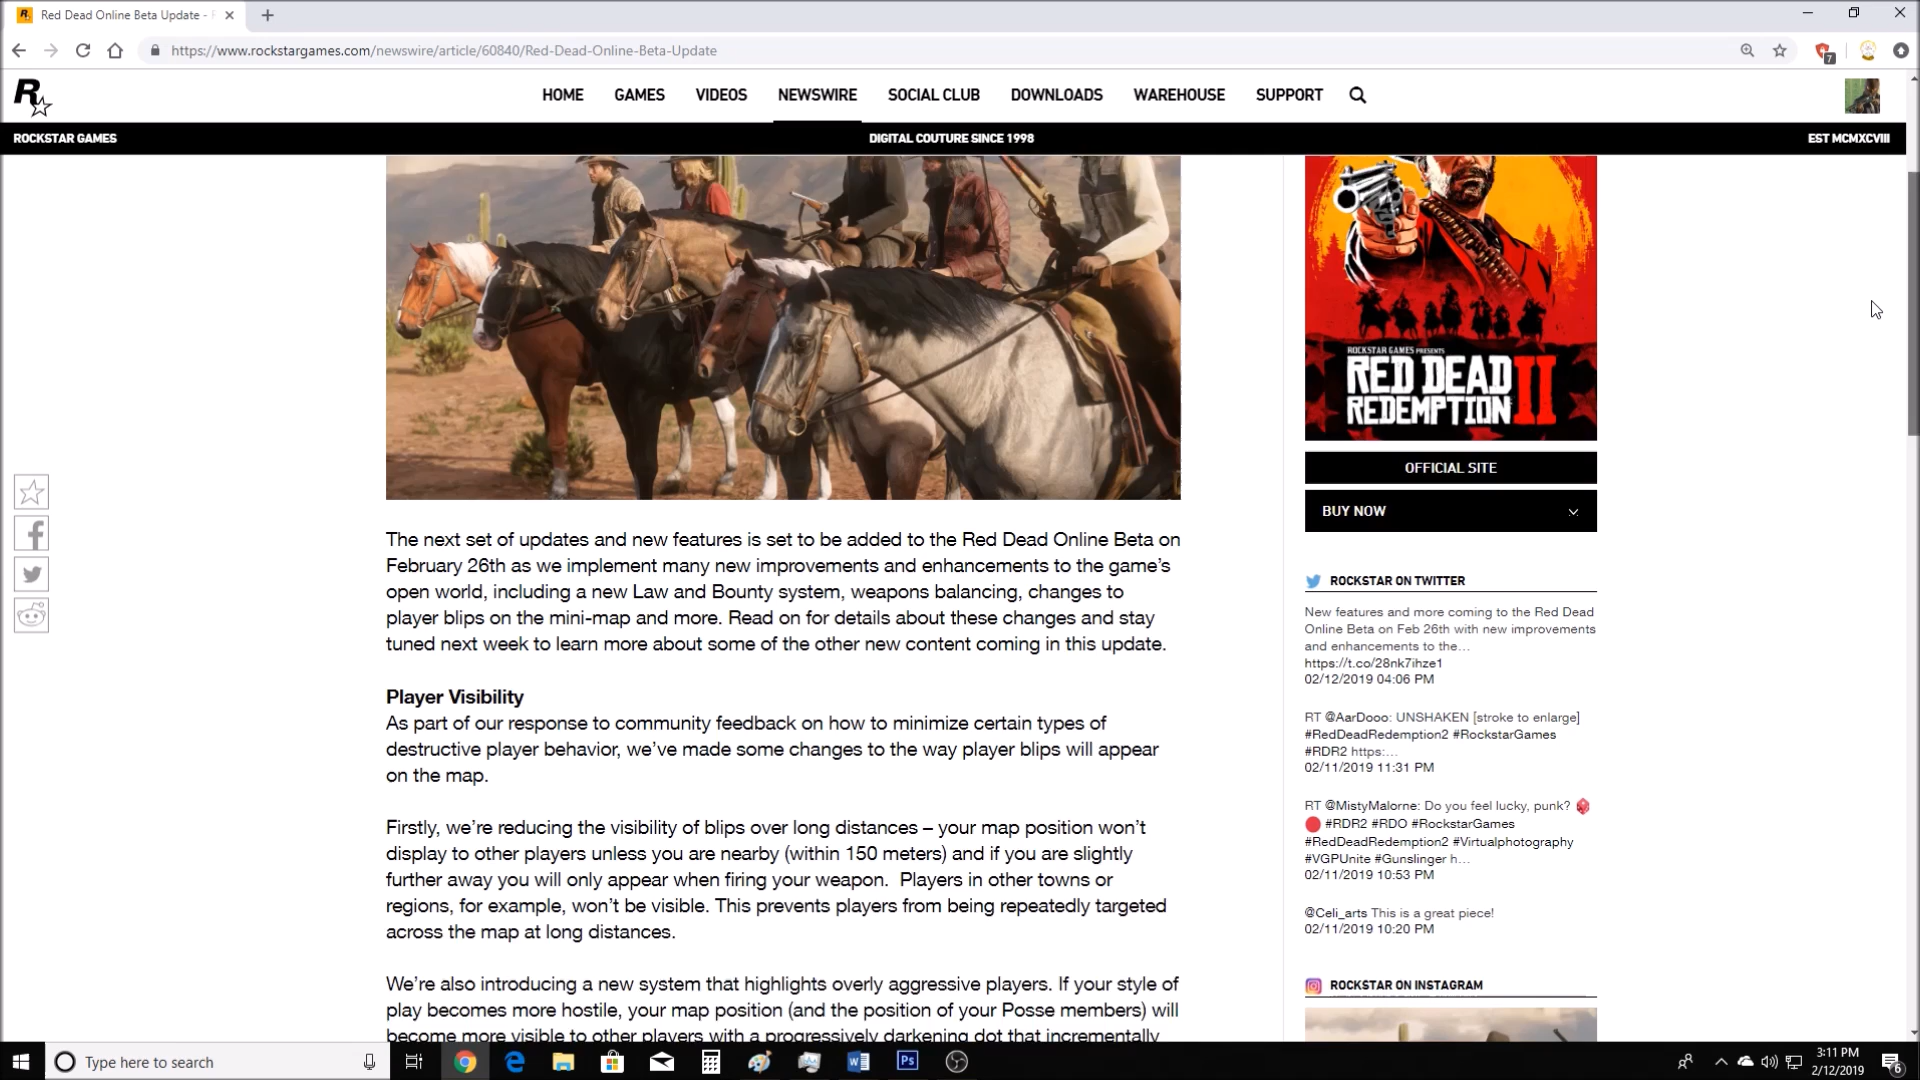 Red Dead Online Beta Update -
https://www.rockstargames.com/newswire/article/60840/Red-Dead-Online-Beta-Update
7
R
HOME GAMES VIDEOS NEWSWIRE SOCIAL CLUB DOWNLOADS WAREHOUSE SUPPORT
ROCKSTAR GAMES DIGITAL COUTURE SINCE 1998 EST MCMXCVIII
The next set of updates and new features is set to be added to the Red Dead Online Beta on
February 26th as we implement many new improvements and enhancements to the game's
open world, including a new Law and Bounty system, weapons balancing, changes to
player blips on the mini-map and more. Read on for details about these changes and stay
tuned next week to learn more about some of the other new content coming in this update.
Player Visibility
As part of our response to community feedback on how to minimize certain types of
destructive player behavior, we've made some changes to the way player blips will appear
on the map.
Firstly, we're reducing the visibility of blips over long distances – your map position won't
display to other players unless you are nearby (within 150 meters) and if you are slightly
further away you will only appear when firing your weapon.  Players in other towns or
regions, for example, won't be visible. This prevents players from being repeatedly targeted
across the map at long distances.
We're also introducing a new system that highlights overly aggressive players. If your style of
play becomes more hostile, your map position (and the position of your Posse members) will
become more visible to other players with a progressively darkening dot that incrementally
ROCKSTAR GAMES PRESENTS
RED DEAD
REDEMPTION II
OFFICIAL SITE
BUY NOW
ROCKSTAR ON TWITTER
New features and more coming to the Red Dead
Online Beta on Feb 26th with new improvements
and enhancements to the…
https://t.co/28nk7ihze1
02/12/2019 04:06 PM
RT @AarDooo: UNSHAKEN [stroke to enlarge]
#RedDeadRedemption2 #RockstarGames
#RDR2 https:…
02/11/2019 11:31 PM
RT @MistyMalorne: Do you feel lucky, punk?
#RDR2 #RDO #RockstarGames
#RedDeadRedemption2 #Virtualphotography
#VGPUnite #Gunslinger h…
02/11/2019 10:53 PM
@Celi_arts This is a great piece!
02/11/2019 10:20 PM
ROCKSTAR ON INSTAGRAM
Type here to search
Ps
3:11 PM
2/12/2019
6